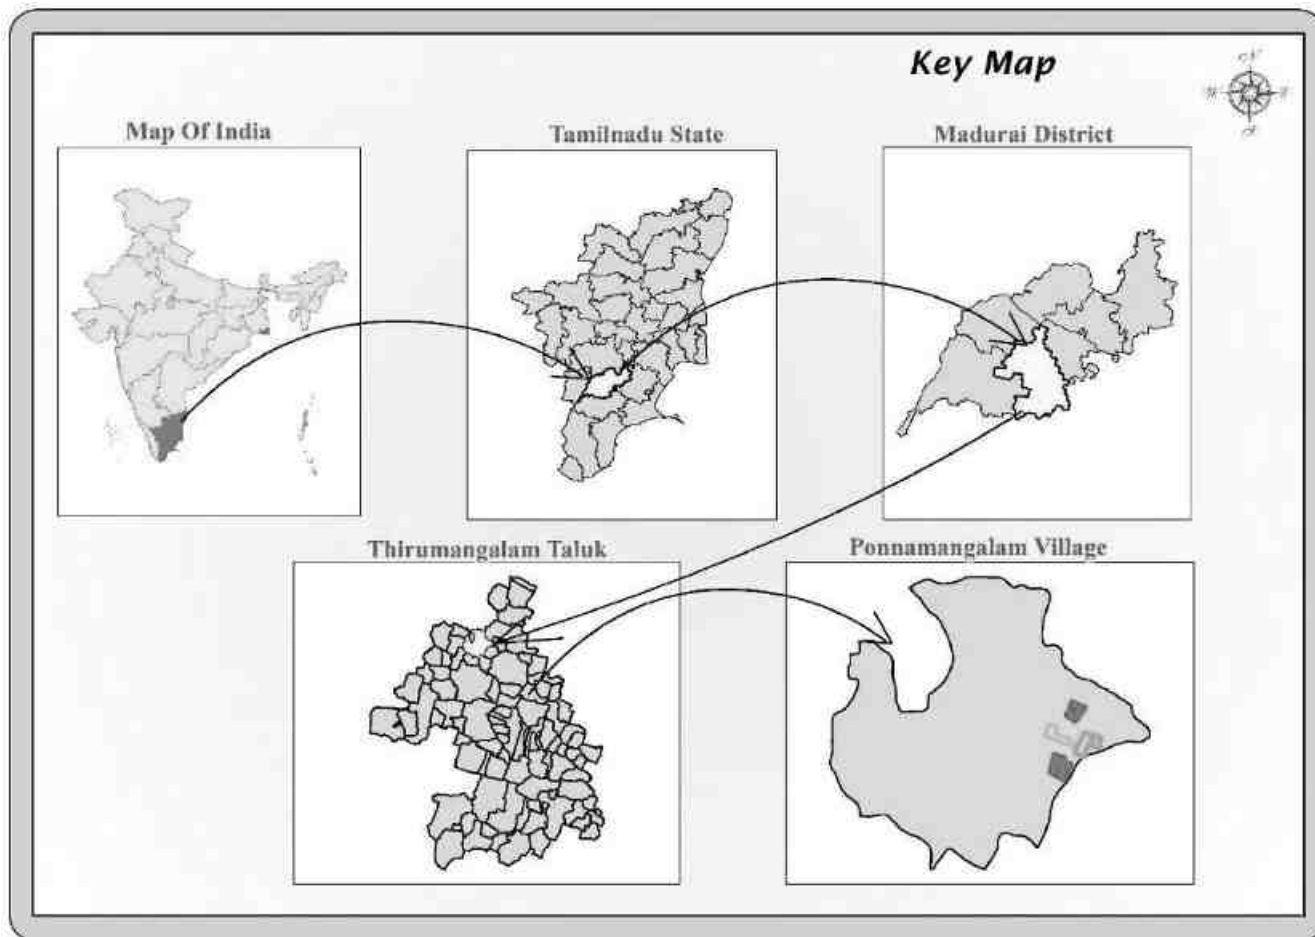 Key Map
N
W
E
S
Map Of India
Tamilnadu State
Madurai District
Thirumangalam Taluk
Ponnamangalam Village